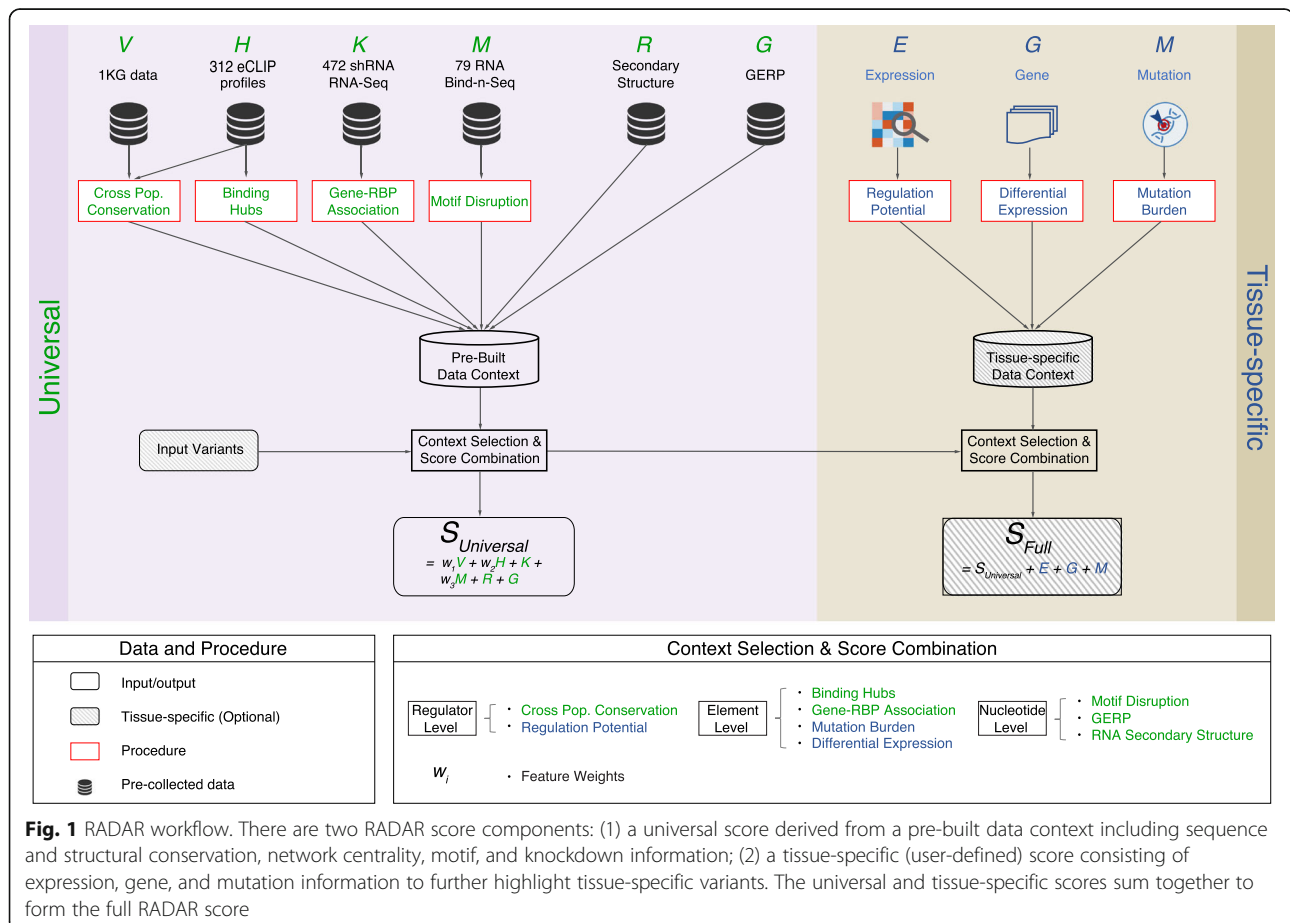 V H K M R G E G M
1KG data
312 eCLIP
profiles
472 shRNA
RNA-Seq
79 RNA
Bind-n-Seq
Secondary
Structure
GERP
Expression
Gene
Mutation
Cross Pop.
Conservation
Binding
Hubs
Gene-RBP
Association
Motif Disruption
Regulation
Potential
Differential
Expression
Mutation
Burden
Universal
Tissue-specific
Pre-Built
Data Context
Tissue-specific
Data Context
Input Variants
Context Selection &
Score Combination
Context Selection &
Score Combination
S Universal
= w1V + w2H + K +
w3M + R + G
S Full
= S Universal + E + G + M
Data and Procedure
Input/output
Tissue-specific (Optional)
Procedure
Pre-collected data
Context Selection & Score Combination
Regulator
Level
· Cross Pop. Conservation
· Regulation Potential
Element
Level
· Binding Hubs
· Gene-RBP Association
· Mutation Burden
· Differential Expression
Nucleotide
Level
· Motif Disruption
· GERP
· RNA Secondary Structure
wi · Feature Weights
Fig. 1 RADAR workflow. There are two RADAR score components: (1) a universal score derived from a pre-built data context including sequence
and structural conservation, network centrality, motif, and knockdown information; (2) a tissue-specific (user-defined) score consisting of
expression, gene, and mutation information to further highlight tissue-specific variants. The universal and tissue-specific scores sum together to
form the full RADAR score